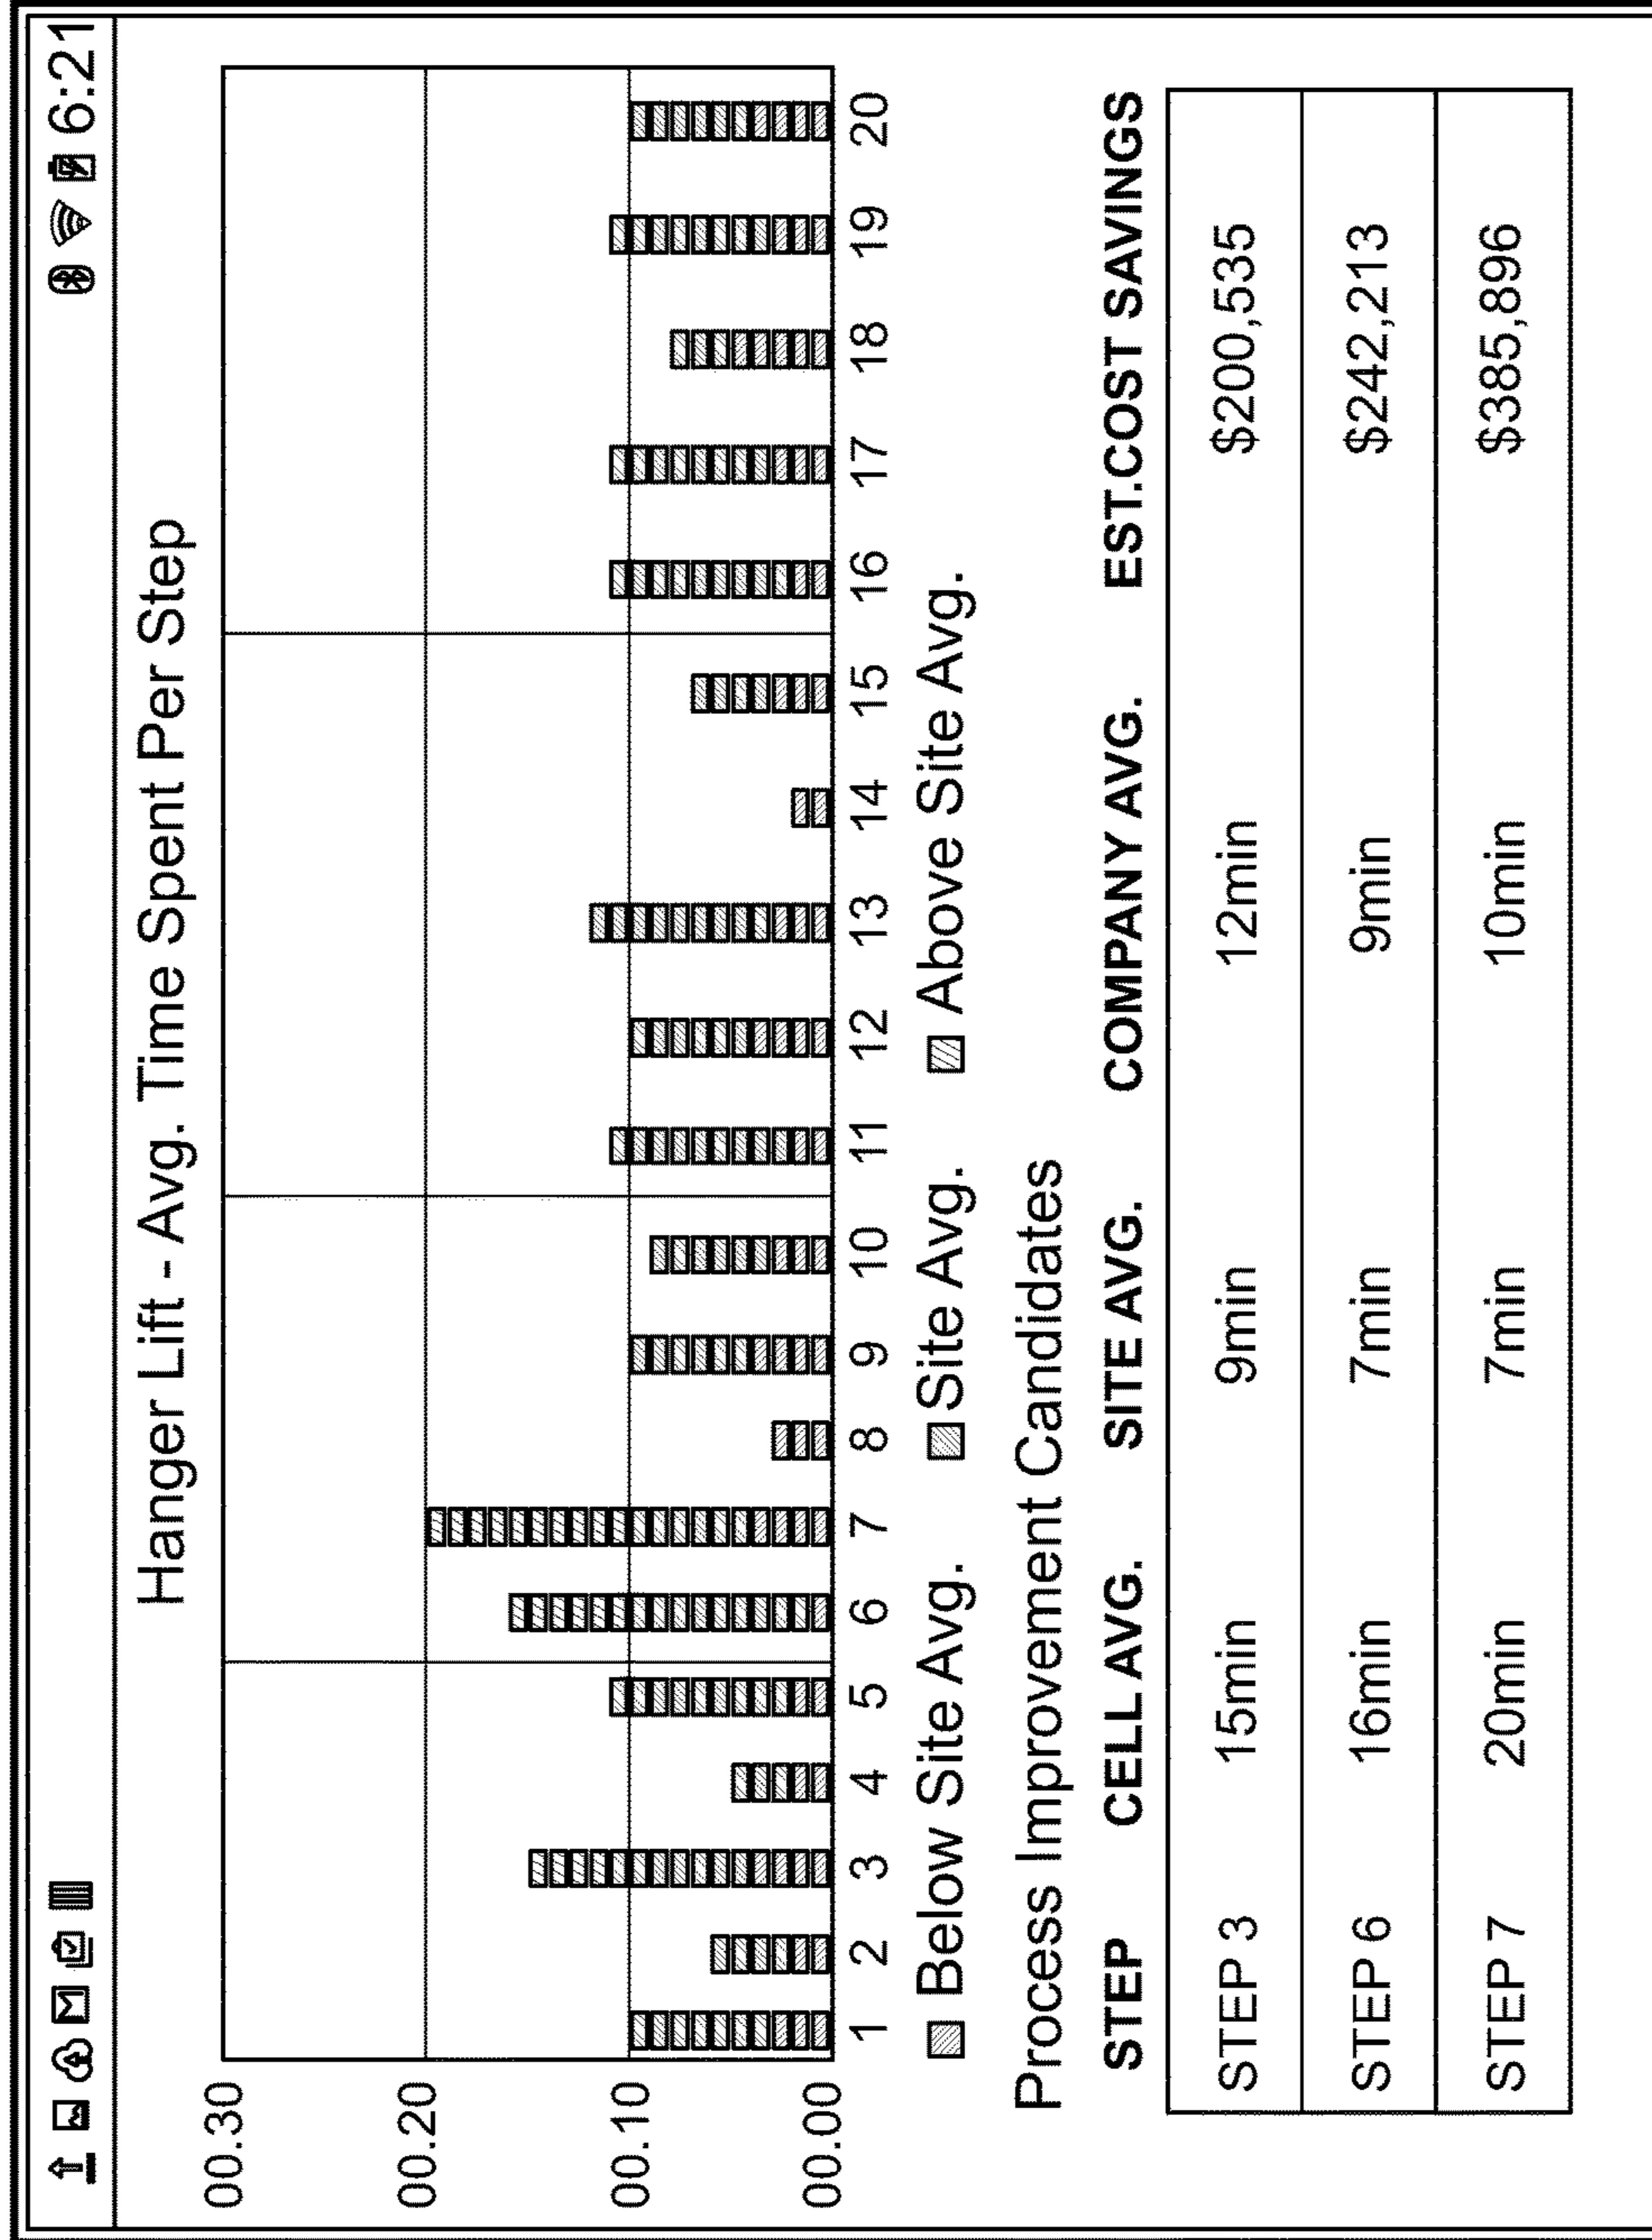 6:21
Hanger Lift - Avg. Time Spent Per Step
00.30
00.20
00.10
00.00
1 2 3 4 5 6 7 8 9 10 11 12 13 14 15 16 17 18 19 20
Below Site Avg. Site Avg. Above Site Avg.
Process Improvement Candidates
STEP CELL AVG. SITE AVG. COMPANY AVG. EST.COST SAVINGS
STEP 3 15min 9min 12min $200,535
STEP 6 16min 7min 9min $242,213
STEP 7 20min 7min 10min $385,896